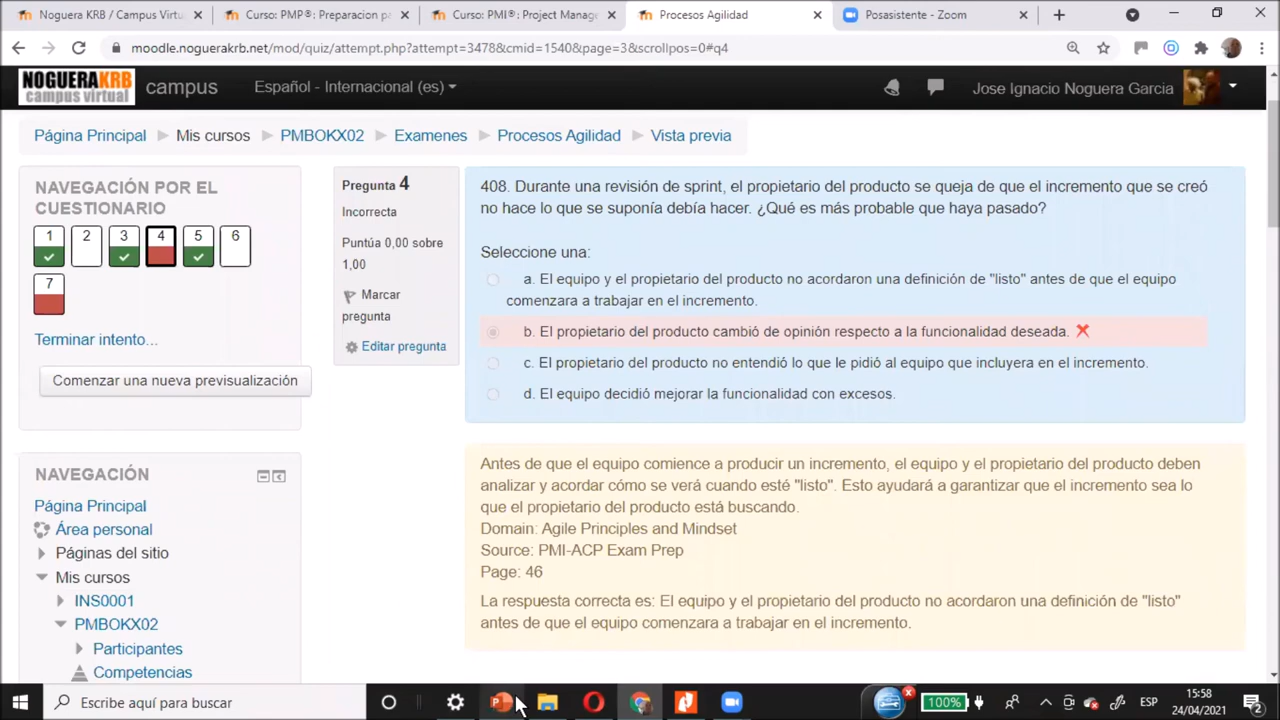 Noguera KRB / Campus Virtu
Curso: PMP®: Preparacion pa
Curso: PMI®: Project Manage
Procesos Agilidad
Posasistente - Zoom
moodle.noguerakrb.net/mod/quiz/attempt.php?attempt=3478&cmid=1540&page=3&scrollpos=0#q4
NOGUERAKRB
campus virtual
campus
Español - Internacional (es)
Jose Ignacio Noguera Garcia
Página Principal
Mis cursos
PMBOKX02
Examenes
Procesos Agilidad
Vista previa
NAVEGACIÓN POR EL
CUESTIONARIO
1 2 3 4 5 6
7
Terminar intento...
Comenzar una nueva previsualización
Pregunta 4
Incorrecta
Puntúa 0,00 sobre
1,00
Marcar
pregunta
Editar pregunta
408. Durante una revisión de sprint, el propietario del producto se queja de que el incremento que se creó
no hace lo que se suponía debía hacer. ¿Qué es más probable que haya pasado?
Seleccione una:
a. El equipo y el propietario del producto no acordaron una definición de "listo" antes de que el equipo
comenzara a trabajar en el incremento.
b. El propietario del producto cambió de opinión respecto a la funcionalidad deseada.
c. El propietario del producto no entendió lo que le pidió al equipo que incluyera en el incremento.
d. El equipo decidió mejorar la funcionalidad con excesos.
Antes de que el equipo comience a producir un incremento, el equipo y el propietario del producto deben
analizar y acordar cómo se verá cuando esté "listo". Esto ayudará a garantizar que el incremento sea lo
que el propietario del producto está buscando.
Domain: Agile Principles and Mindset
Source: PMI-ACP Exam Prep
Page: 46
La respuesta correcta es: El equipo y el propietario del producto no acordaron una definición de "listo"
antes de que el equipo comenzara a trabajar en el incremento.
NAVEGACIÓN
Página Principal
Área personal
Páginas del sitio
Mis cursos
INS0001
PMBOKX02
Participantes
Competencias
Escribe aquí para buscar
100%
ESP
15:58
24/04/2021
2